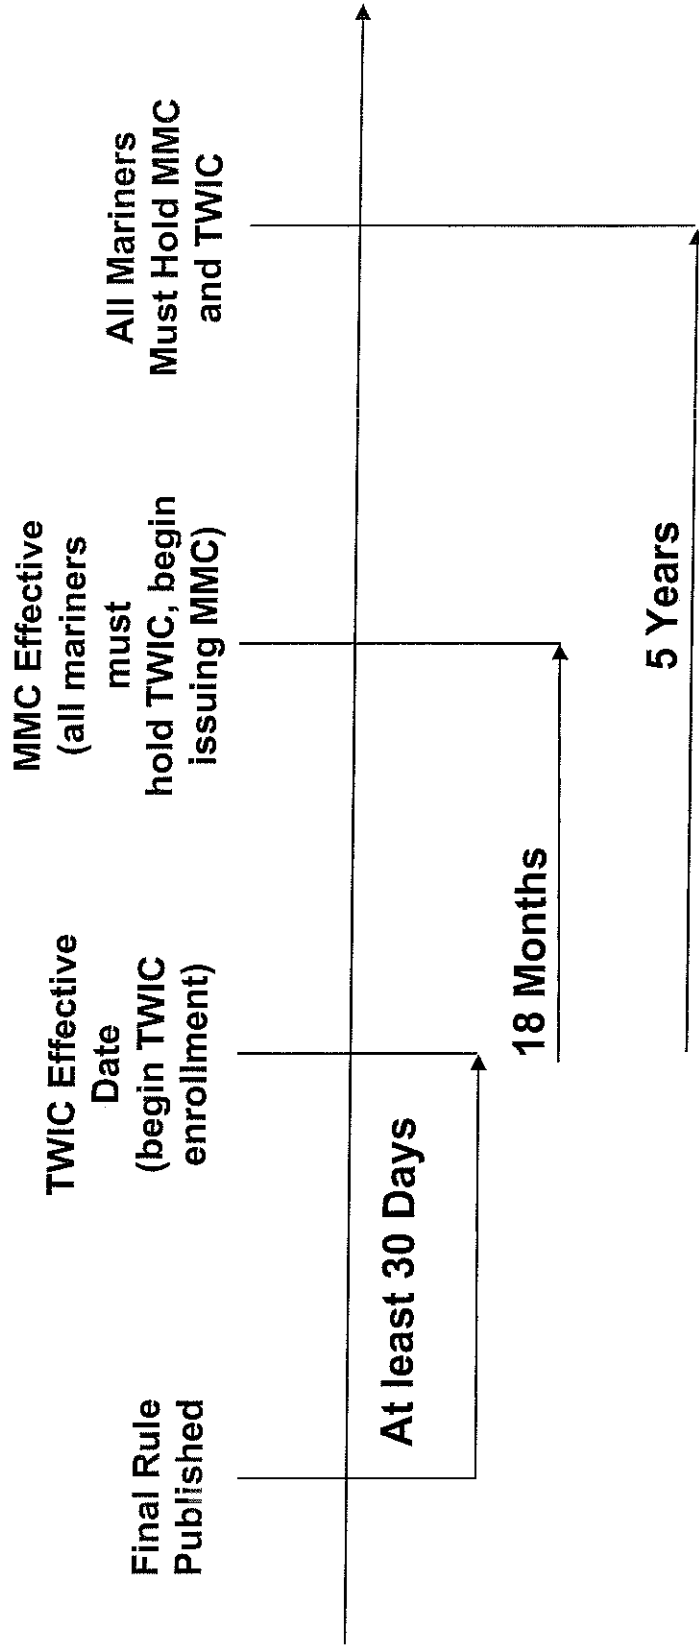 Final Rule
Published
TWIC Effective
Date
(begin TWIC
enrollment)
MMC Effective
(all mariners
must
hold TWIC, begin
issuing MMC)
All Mariners
Must Hold MMC
and TWIC
At least 30 Days
18 Months
5 Years